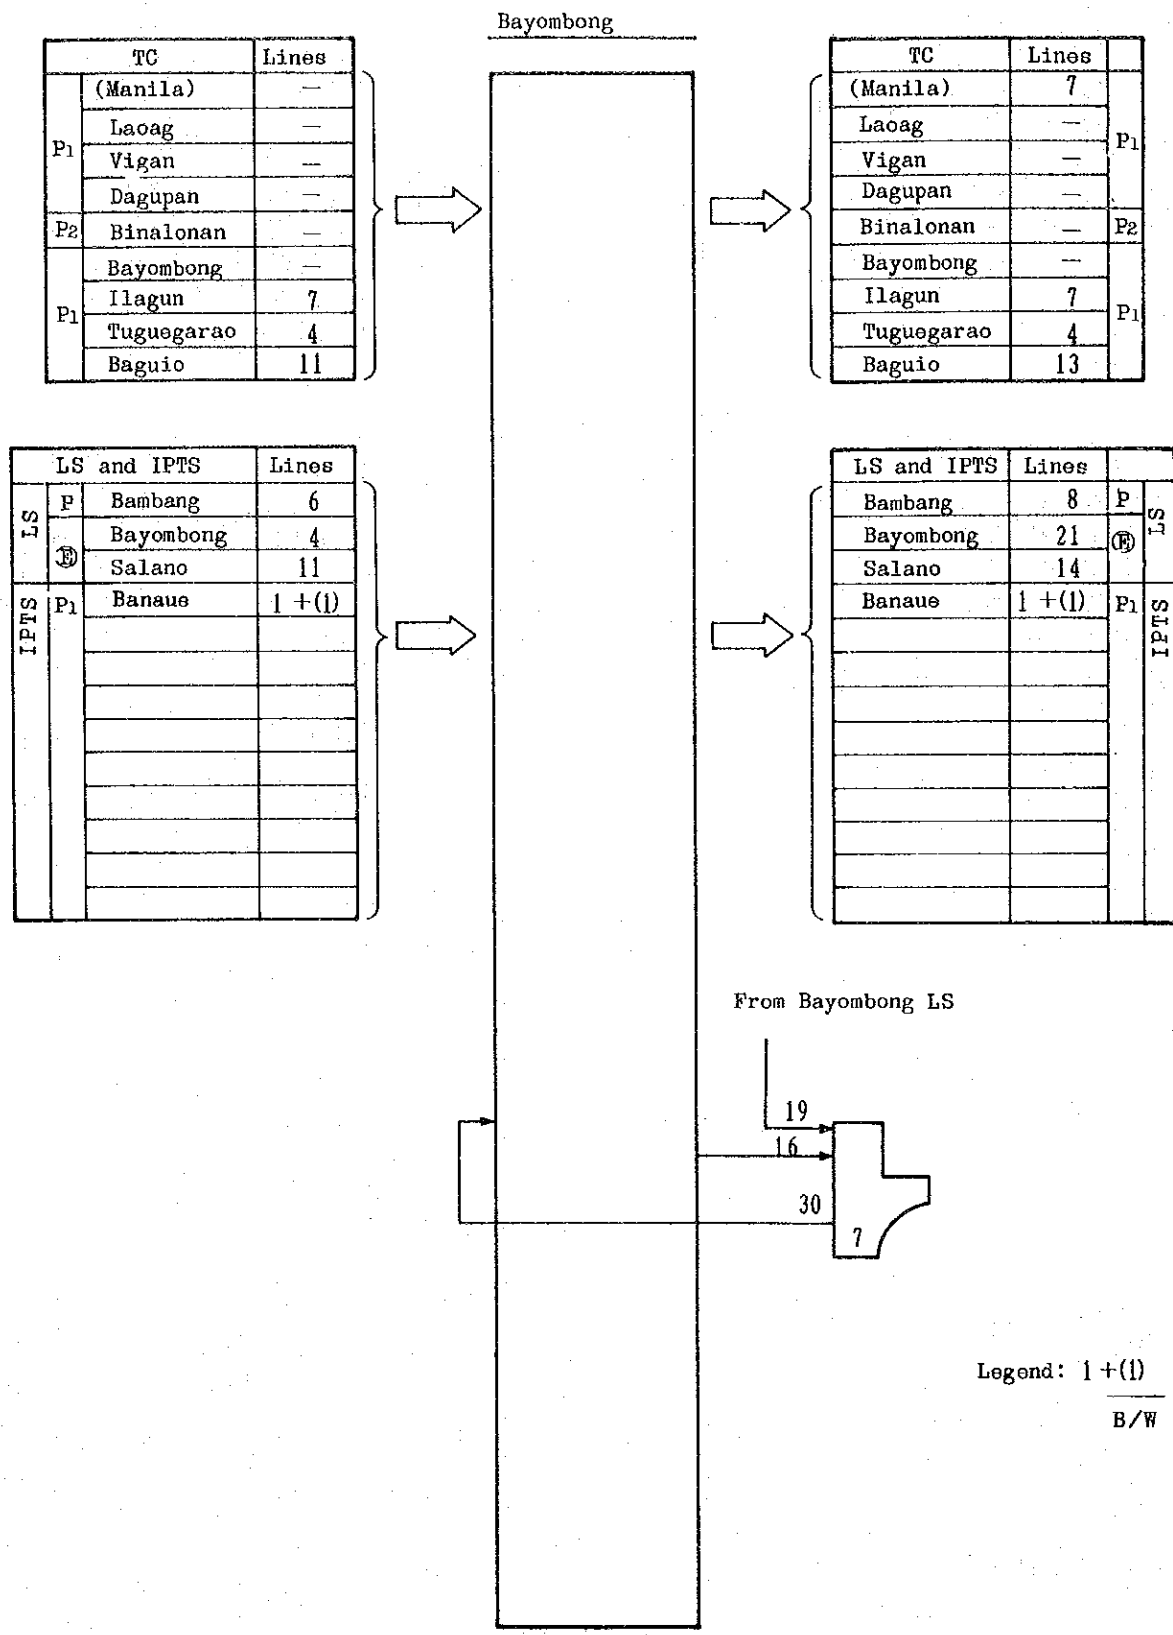 Bayombong
TC Lines
P1 (Manila) —
Laoag —
Vigan —
Dagupan —
P2 Binalonan —
P1 Bayombong —
Ilagun 7
Tuguegarao 4
Baguio 11
TC Lines
(Manila) 7 P1
Laoag —
Vigan —
Dagupan —
Binalonan — P2
Bayombong — P1
Ilagun 7
Tuguegarao 4
Baguio 13
LS and IPTS Lines
LS P Bambang 6
Ⓔ Bayombong 4
Salano 11
IPTS P1 Banaue 1+(1)
LS and IPTS Lines
Bambang 8 P LS
Bayombong 21 Ⓔ
Salano 14
Banaue 1+(1) P1 IPTS
From Bayombong LS
19
16
30
7
Legend: 1+(1)
B/W